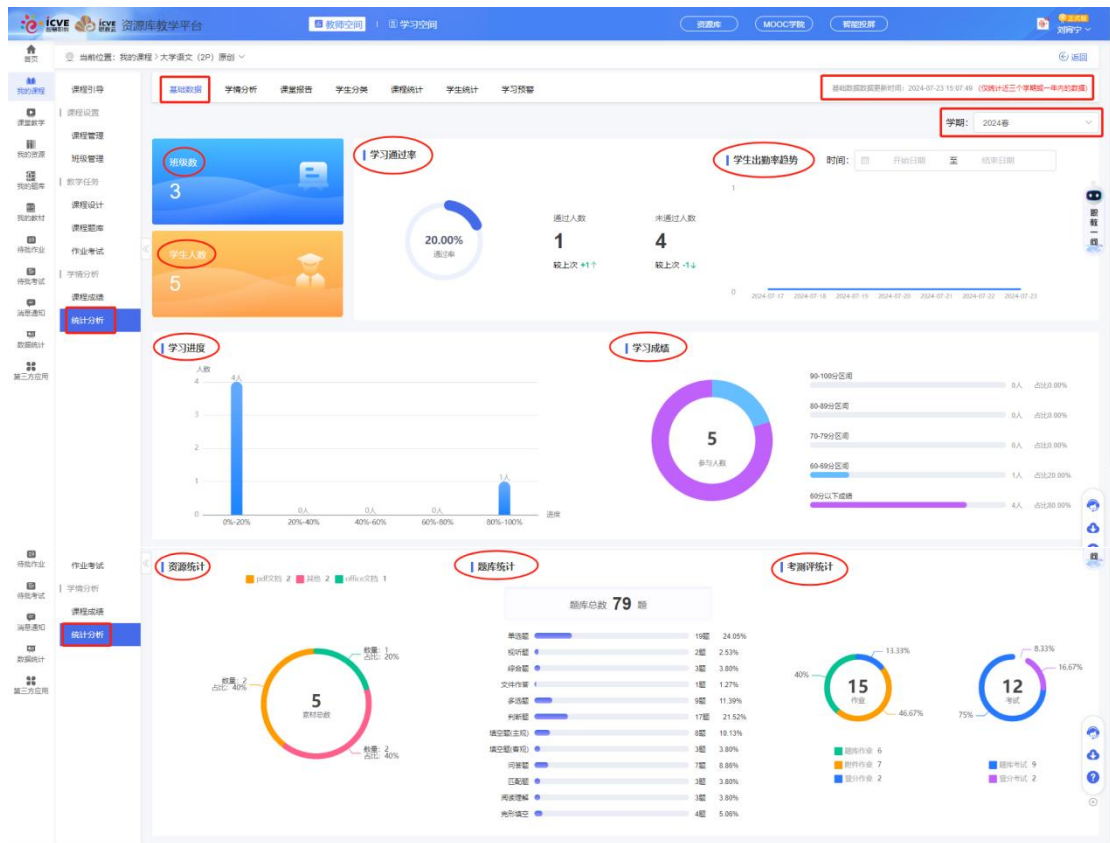 icve 智慧职教 icve 职教云 资源库教学平台
教师空间
学习空间
资源库
MOOC学院
智能投屏
正式版
刘府宁
首页
当前位置：我的课程 > 大学语文（2P）原创
返回
我的课程
课堂教学
我的资源
我的题库
我的教材
待批作业
待批考试
消息通知
数据统计
第三方应用
课程引导
课程设置
课程管理
班级管理
教学任务
课程设计
课程题库
作业考试
学情分析
课程成绩
统计分析
基础数据
学情分析
课堂报告
学生分类
课程统计
学生统计
学习预警
基础数据数据更新时间：2024-07-23 15:07:49 （仅统计近三个学期或一年内的数据）
学期：
2024春
班级数
3
学生人数
5
学习通过率
20.00%
通过率
通过人数
1
较上次 +1↑
未通过人数
4
较上次 -1↓
学生出勤率趋势
时间：
开始日期
至
结束日期
1
0
2024-07-17
2024-07-18
2024-07-19
2024-07-20
2024-07-21
2024-07-22
2024-07-23
学习进度
人数
4
3
2
1
0
4人
0人
0人
0人
1人
0%-20%
20%-40%
40%-60%
60%-80%
80%-100%
进度
学习成绩
5
参与人数
90-100分区间
0人 占比0.00%
80-89分区间
0人 占比0.00%
70-79分区间
0人 占比0.00%
60-69分区间
1人 占比20.00%
60分以下成绩
4人 占比80.00%
待批作业
待批考试
消息通知
数据统计
第三方应用
作业考试
学情分析
课程成绩
统计分析
资源统计
pdf文档 2
其他 2
office文档 1
数量：1
占比：20%
数量：2
占比：40%
数量：2
占比：40%
5
素材总数
题库统计
题库总数 79 题
单选题 19题 24.05%
视听题 2题 2.53%
综合题 3题 3.80%
文件作答 1题 1.27%
多选题 9题 11.39%
判断题 17题 21.52%
填空题(主观) 8题 10.13%
填空题(客观) 3题 3.80%
问答题 7题 8.86%
匹配题 3题 3.80%
阅读理解 3题 3.80%
完形填空 4题 5.06%
考测评统计
13.33%
40%
46.67%
15
作业
题库作业 6
附件作业 7
登分作业 2
8.33%
16.67%
75%
12
考试
题库考试 9
登分考试 2